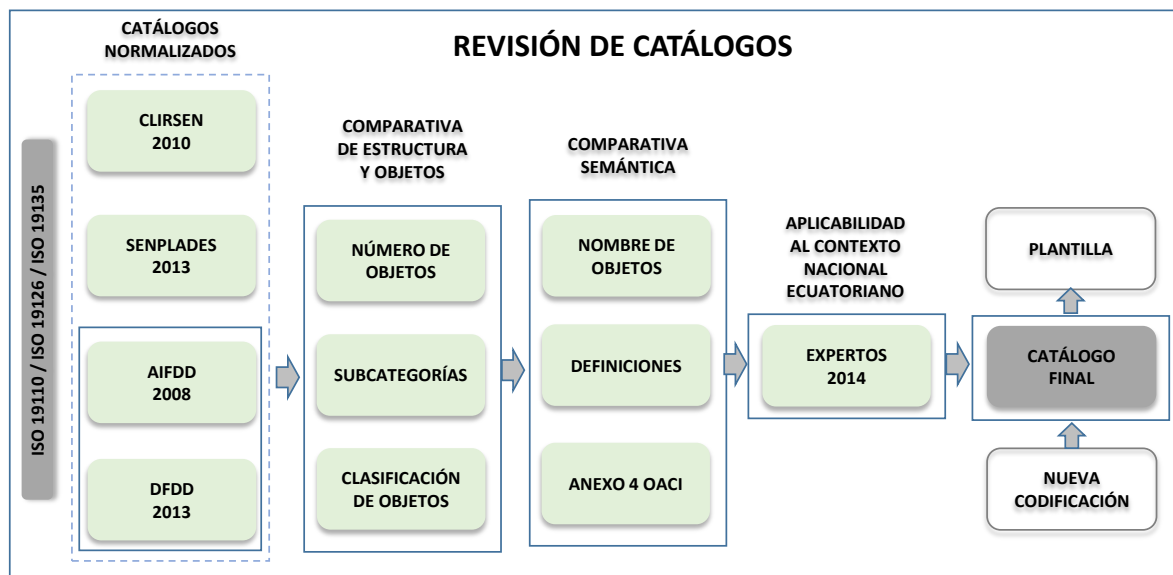 REVISIÓN DE CATÁLOGOS
ISO 19110 / ISO 19126 / ISO 19135
CATÁLOGOS
NORMALIZADOS
CLIRSEN
2010
SENPLADES
2013
AIFDD
2008
DFDD
2013
COMPARATIVA
DE ESTRUCTURA
Y OBJETOS
NÚMERO DE
OBJETOS
SUBCATEGORÍAS
CLASIFICACIÓN
DE OBJETOS
COMPARATIVA
SEMÁNTICA
NOMBRE DE
OBJETOS
DEFINICIONES
ANEXO 4 OACI
APLICABILIDAD
AL CONTEXTO
NACIONAL
ECUATORIANO
EXPERTOS
2014
PLANTILLA
CATÁLOGO
FINAL
NUEVA
CODIFICACIÓN